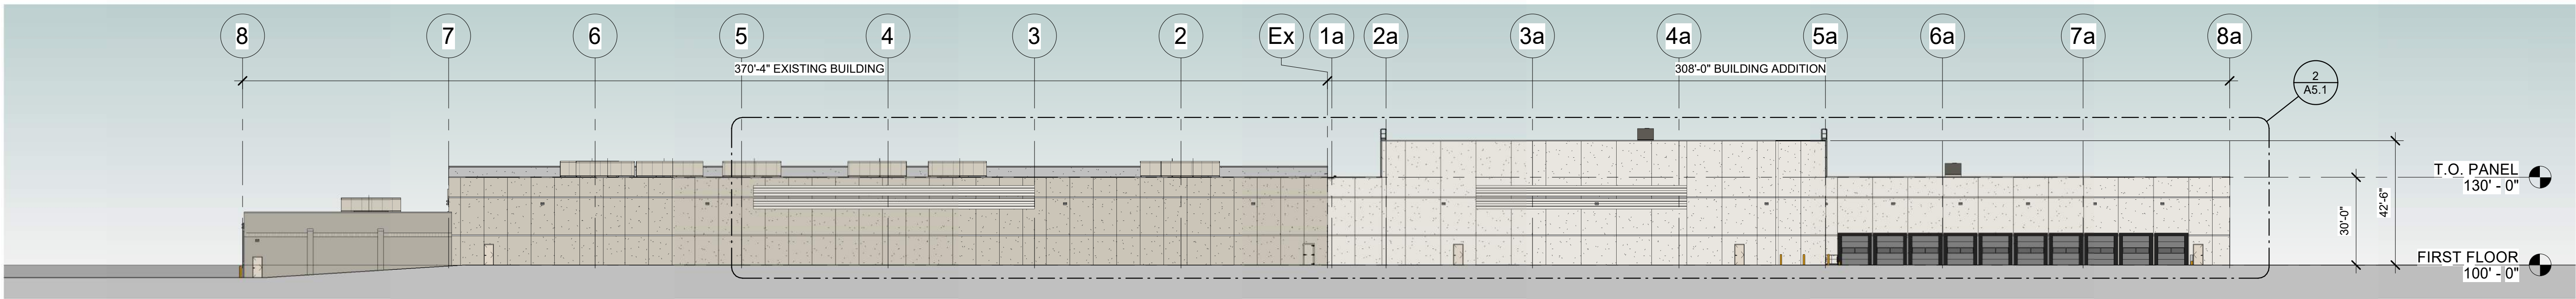 8 7 6 5 4 3 2 Ex 1a 2a 3a 4a 5a 6a 7a 8a
370'-4" EXISTING BUILDING
308'-0" BUILDING ADDITION
2
A5.1
T.O. PANEL
130' - 0"
30'-0"
42'-6"
FIRST FLOOR
100' - 0"